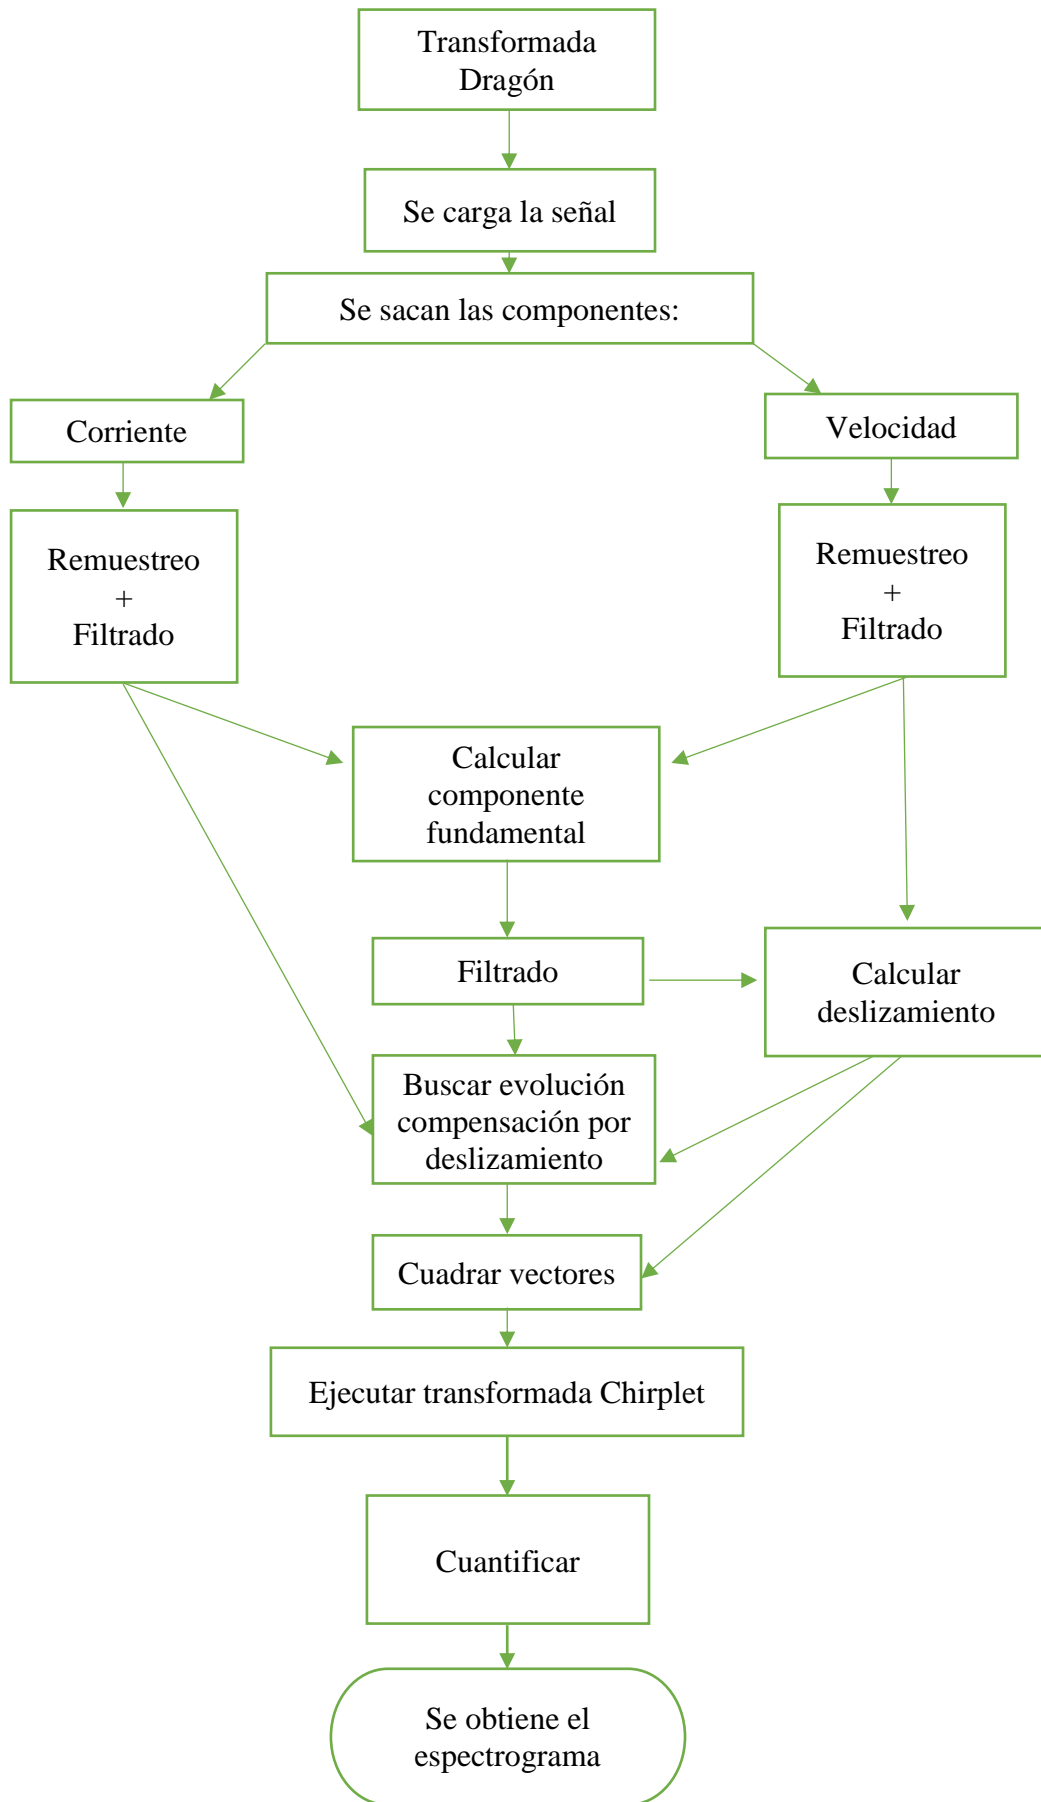 Transformada
Dragón
Se carga la señal
Se sacan las componentes:
Corriente
Velocidad
Remuestreo
+
Filtrado
Remuestreo
+
Filtrado
Calcular
componente
fundamental
Filtrado
Calcular
deslizamiento
Buscar evolución
compensación por
deslizamiento
Cuadrar vectores
Ejecutar transformada Chirplet
Cuantificar
Se obtiene el
espectrograma